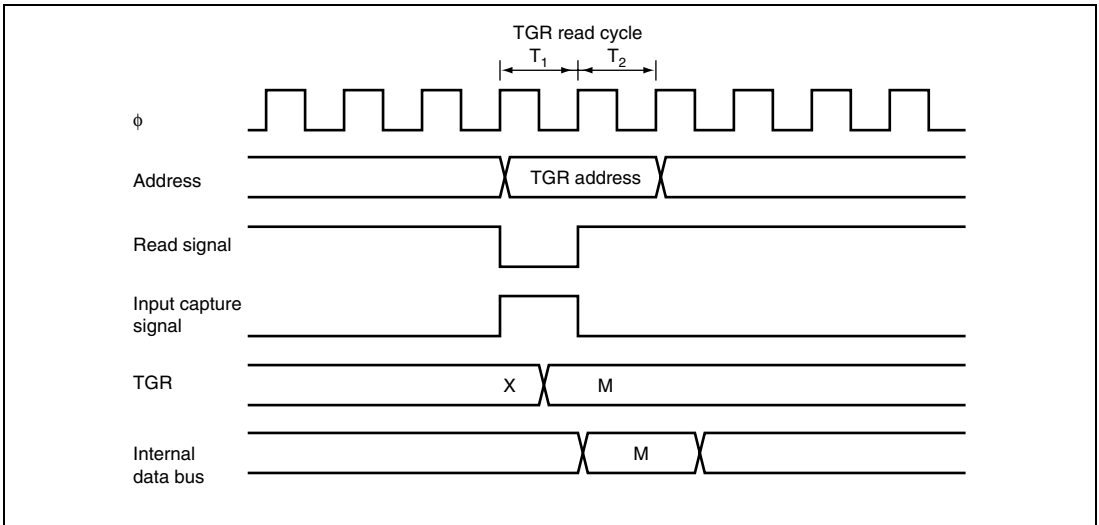 TGR read cycle
T1 T2
φ
Address
TGR address
Read signal
Input capture
signal
TGR
X M
Internal
data bus
M